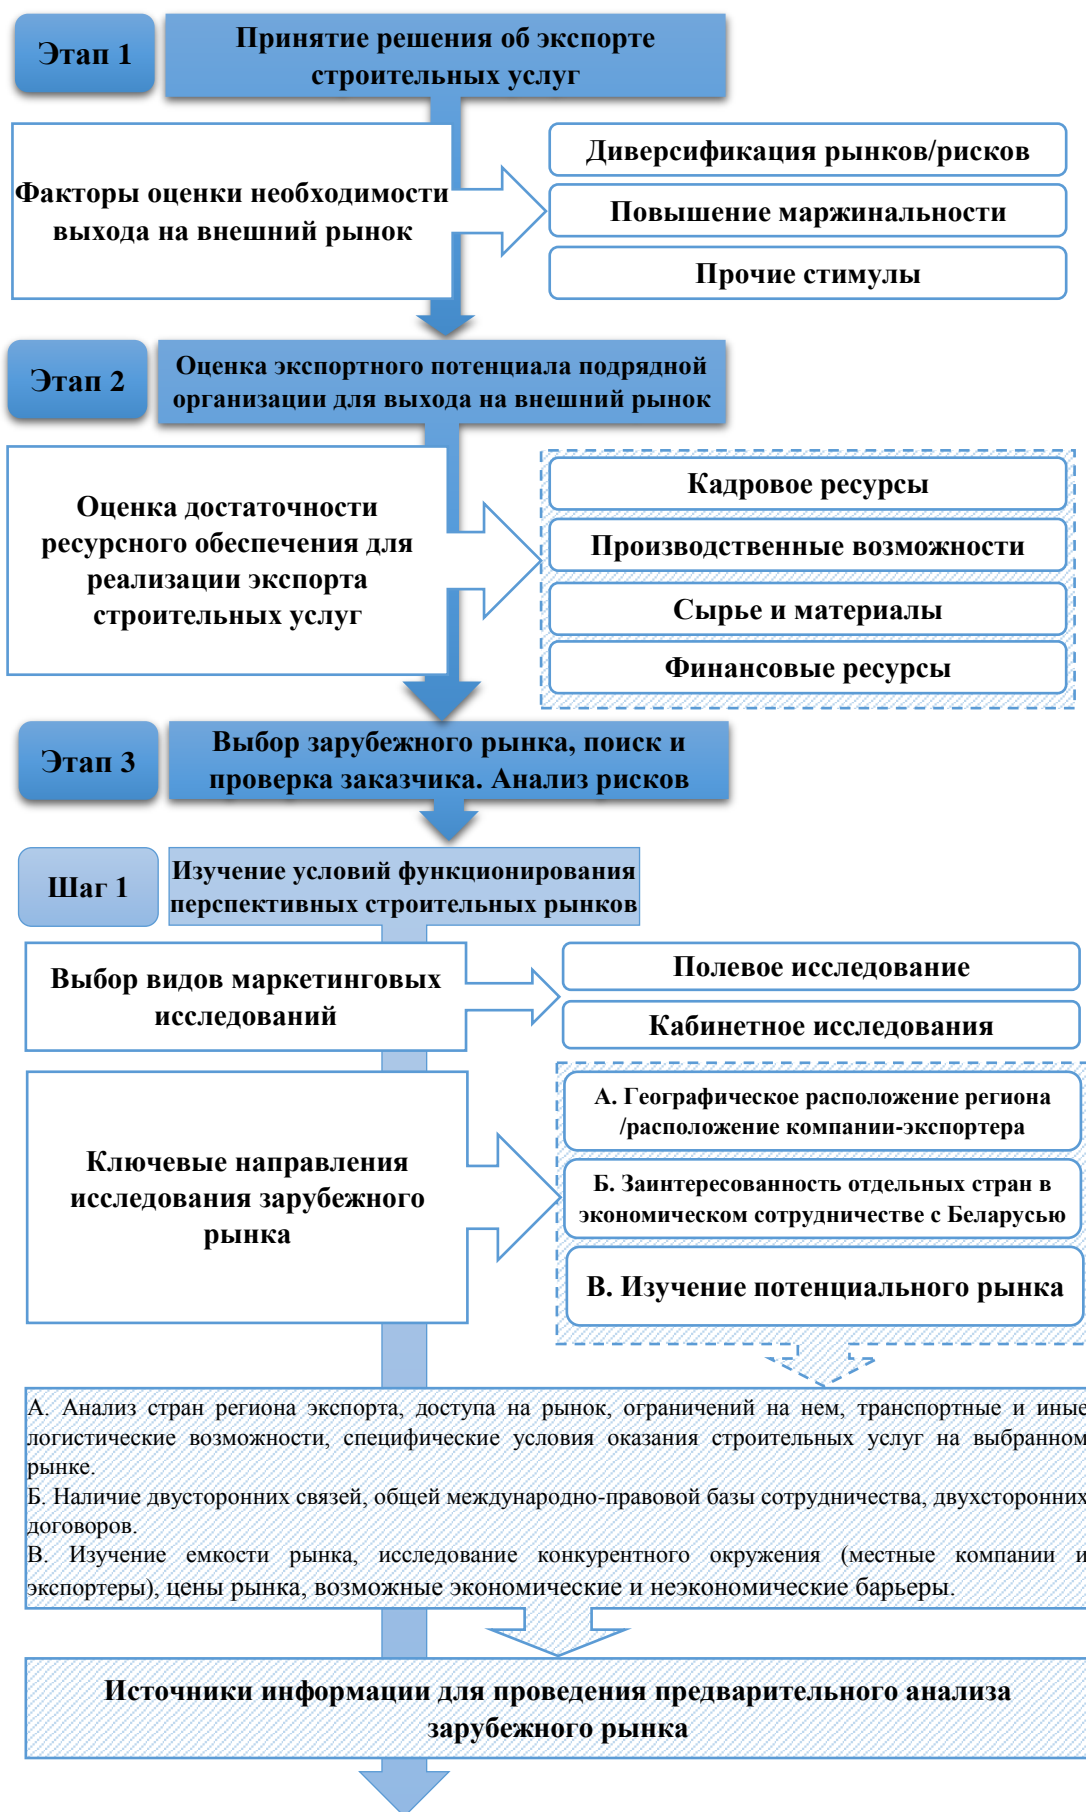 Этап 1
Принятие решения об экспорте
строительных услуг
Факторы оценки необходимости
выхода на внешний рынок
Диверсификация рынков/рисков
Повышение маржинальности
Прочие стимулы
Этап 2
Оценка экспортного потенциала подрядной
организации для выхода на внешний рынок
Оценка достаточности
ресурсного обеспечения для
реализации экспорта
строительных услуг
Кадровое ресурсы
Производственные возможности
Сырье и материалы
Финансовые ресурсы
Этап 3
Выбор зарубежного рынка, поиск и
проверка заказчика. Анализ рисков
Шаг 1
Изучение условий функционирования
перспективных строительных рынков
Выбор видов маркетинговых
исследований
Полевое исследование
Кабинетное исследования
Ключевые направления
исследования зарубежного
рынка
А. Географическое расположение региона
/расположение компании-экспортера
Б. Заинтересованность отдельных стран в
экономическом сотрудничестве с Беларусью
В. Изучение потенциального рынка
А. Анализ стран региона экспорта, доступа на рынок, ограничений на нем, транспортные и иные
логистические возможности, специфические условия оказания строительных услуг на выбранном
рынке.
Б. Наличие двусторонних связей, общей международно-правовой базы сотрудничества, двухсторонних
договоров.
В. Изучение емкости рынка, исследование конкурентного окружения (местные компании и
экспортеры), цены рынка, возможные экономические и неэкономические барьеры.
Источники информации для проведения предварительного анализа
зарубежного рынка